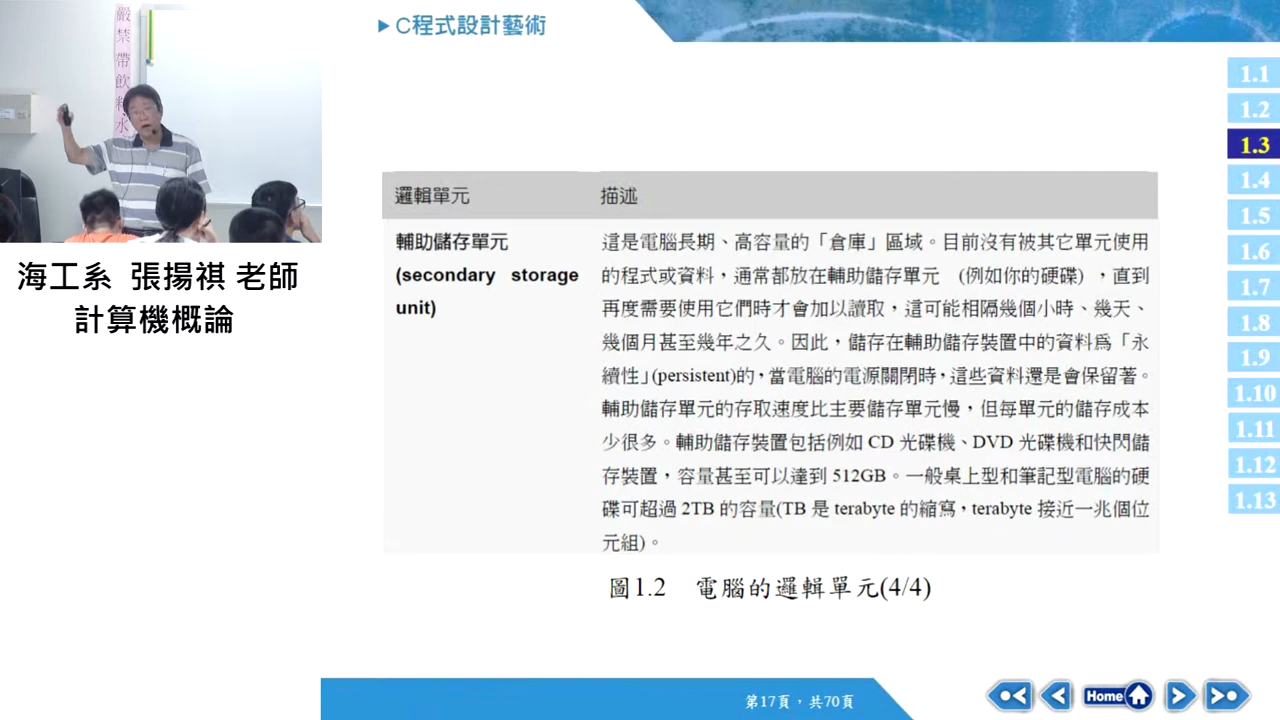 嚴禁帶飲料水
C程式設計藝術
海工系 張揚祺 老師
計算機概論
邏輯單元 描述
輔助儲存單元
(secondary storage
unit)
這是電腦長期、高容量的「倉庫」區域。目前沒有被其它單元使用
的程式或資料，通常都放在輔助儲存單元 (例如你的硬碟) ，直到
再度需要使用它們時才會加以讀取，這可能相隔幾個小時、幾天、
幾個月甚至幾年之久。因此，儲存在輔助儲存裝置中的資料為「永
續性」(persistent)的，當電腦的電源關閉時，這些資料還是會保留著。
輔助儲存單元的存取速度比主要儲存單元慢，但每單元的儲存成本
少很多。輔助儲存裝置包括例如 CD 光碟機、DVD 光碟機和快閃儲
存裝置，容量甚至可以達到 512GB。一般桌上型和筆記型電腦的硬
碟可超過 2TB 的容量(TB 是 terabyte 的縮寫，terabyte 接近一兆個位
元組)。
圖1.2 電腦的邏輯單元(4/4)
1.1
1.2
1.3
1.4
1.5
1.6
1.7
1.8
1.9
1.10
1.11
1.12
1.13
第17頁，共70頁
Home